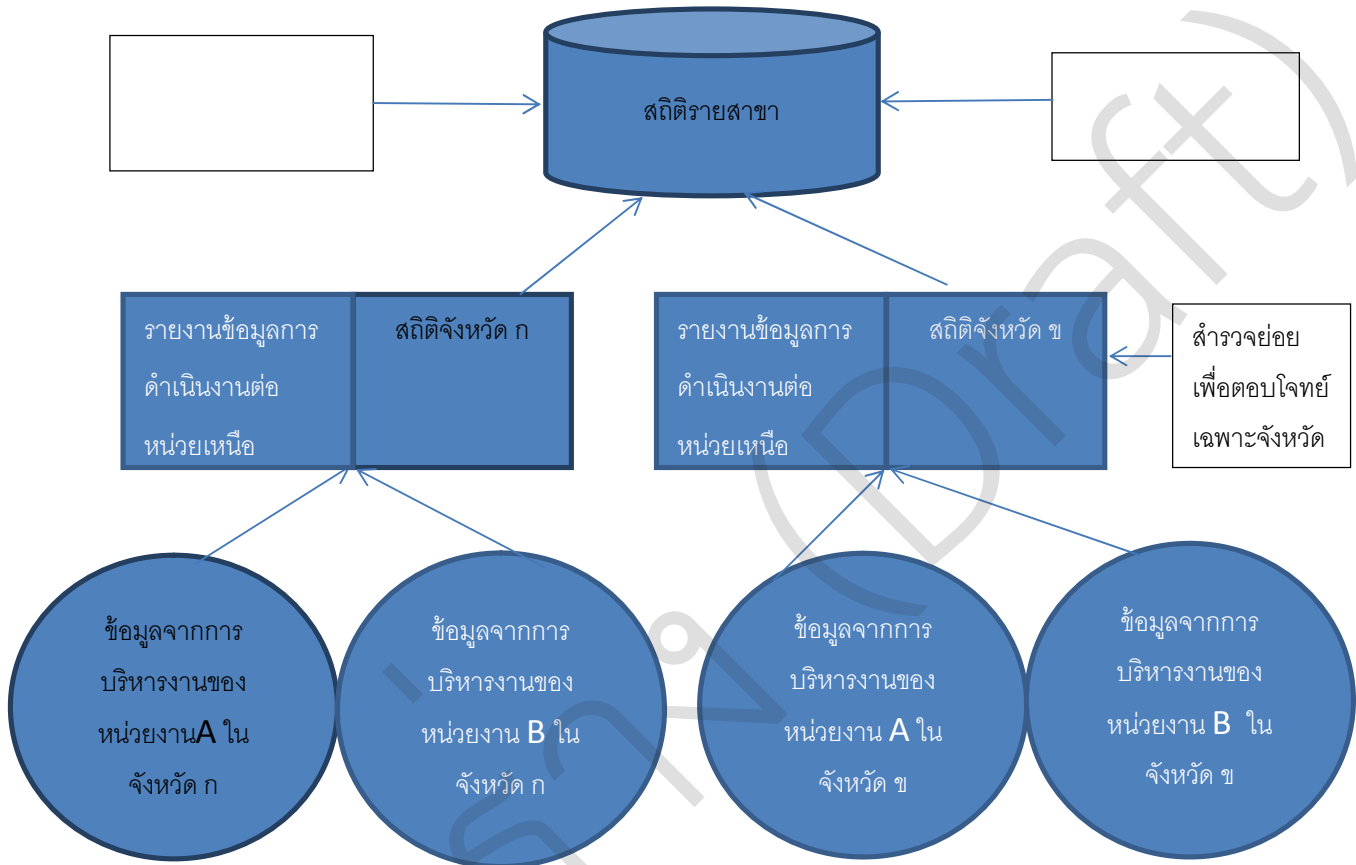 สถิติรายสาขา
รายงานข้อมูลการ
ดำเนินงานต่อ
หน่วยเหนือ
สถิติจังหวัด ก
รายงานข้อมูลการ
ดำเนินงานต่อ
หน่วยเหนือ
สถิติจังหวัด ข
สำรวจย่อย
เพื่อตอบโจทย์
เฉพาะจังหวัด
ข้อมูลจากการ
บริหารงานของ
หน่วยงานA ใน
จังหวัด ก
ข้อมูลจากการ
บริหารงานของ
หน่วยงาน B ใน
จังหวัด ก
ข้อมูลจากการ
บริหารงานของ
หน่วยงาน A ใน
จังหวัด ข
ข้อมูลจากการ
บริหารงานของ
หน่วยงาน B  ใน
จังหวัด ข
(Draft)